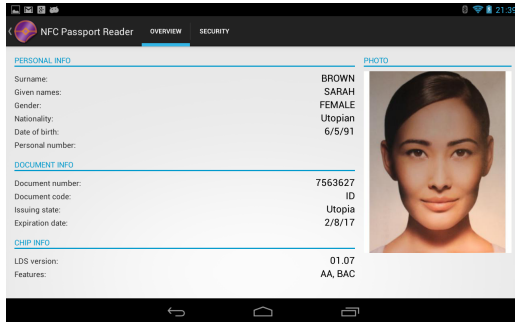 21:39
NFC Passport Reader OVERVIEW SECURITY
PERSONAL INFO
Surname: BROWN
Given names: SARAH
Gender: FEMALE
Nationality: Utopian
Date of birth: 6/5/91
Personal number:
DOCUMENT INFO
Document number: 7563627
Document code: ID
Issuing state: Utopia
Expiration date: 2/8/17
CHIP INFO
LDS version: 01.07
Features: AA, BAC
PHOTO